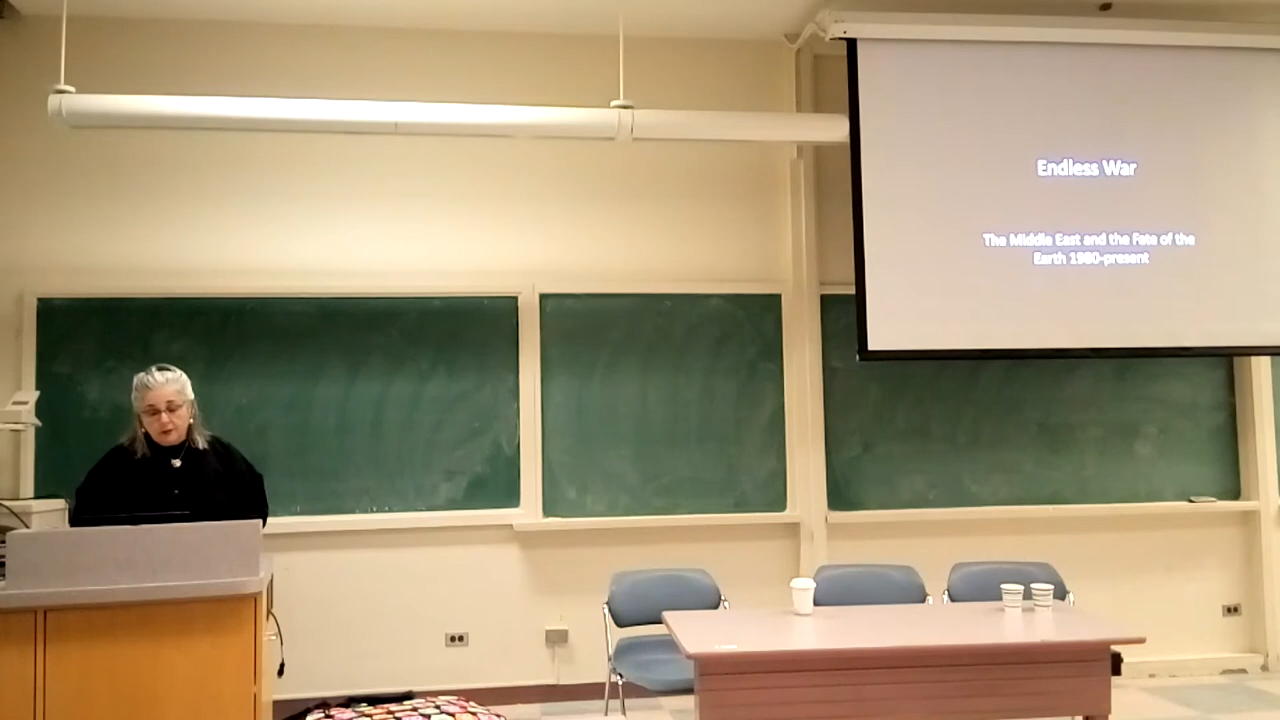 Endless War
The Middle East and the Fate of the
Earth 1980-present